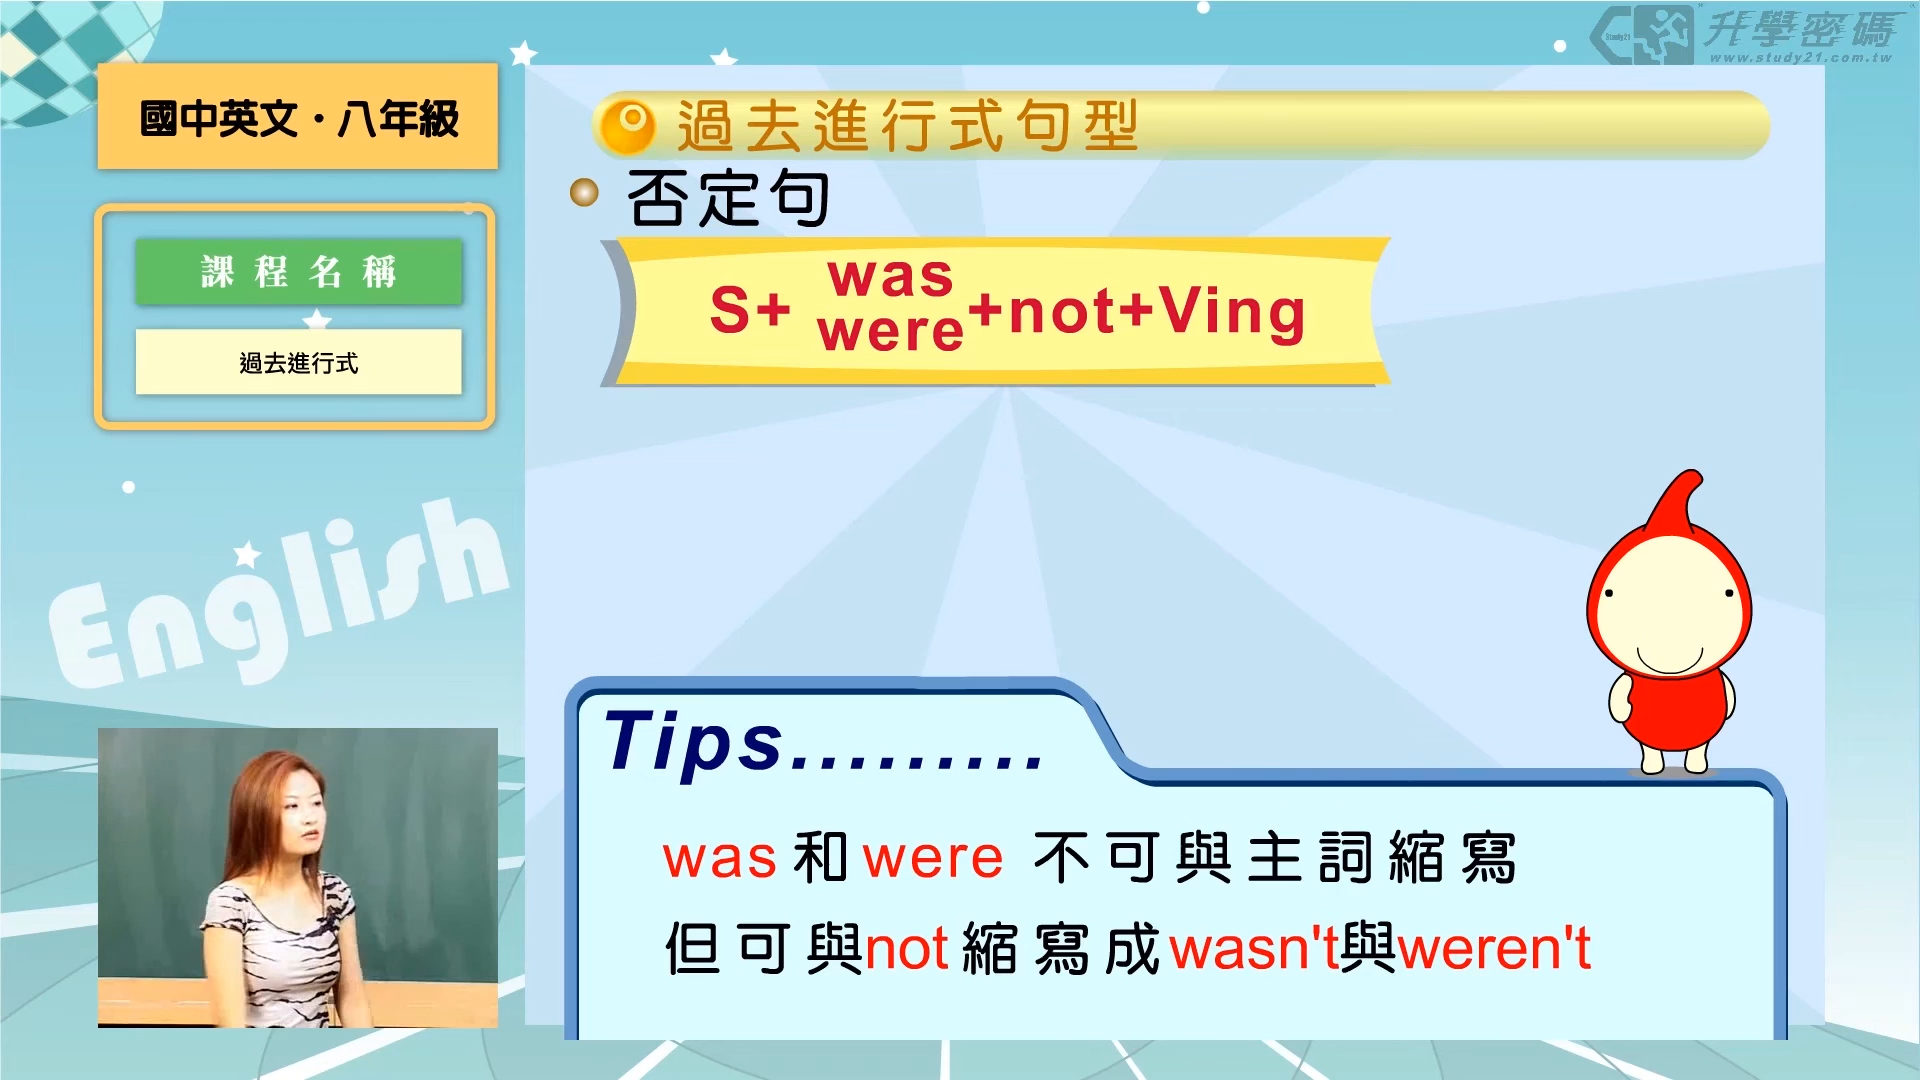 升學密碼
www.study21.com.tw
Study21
國中英文・八年級
課程名稱
過去進行式
English
過去進行式句型
否定句
S+ was were +not+Ving
Tips.........
was和were 不可與主詞縮寫
但可與not縮寫成wasn't與weren't